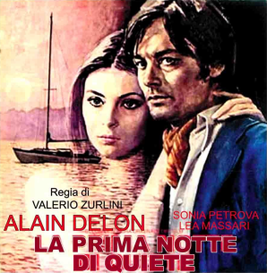 Regia di
VALERIO ZURLINI
ALAIN DELON
SONIA PETROVA
LEA MASSARI
LA PRIMA NOTTE
DI QUIETE